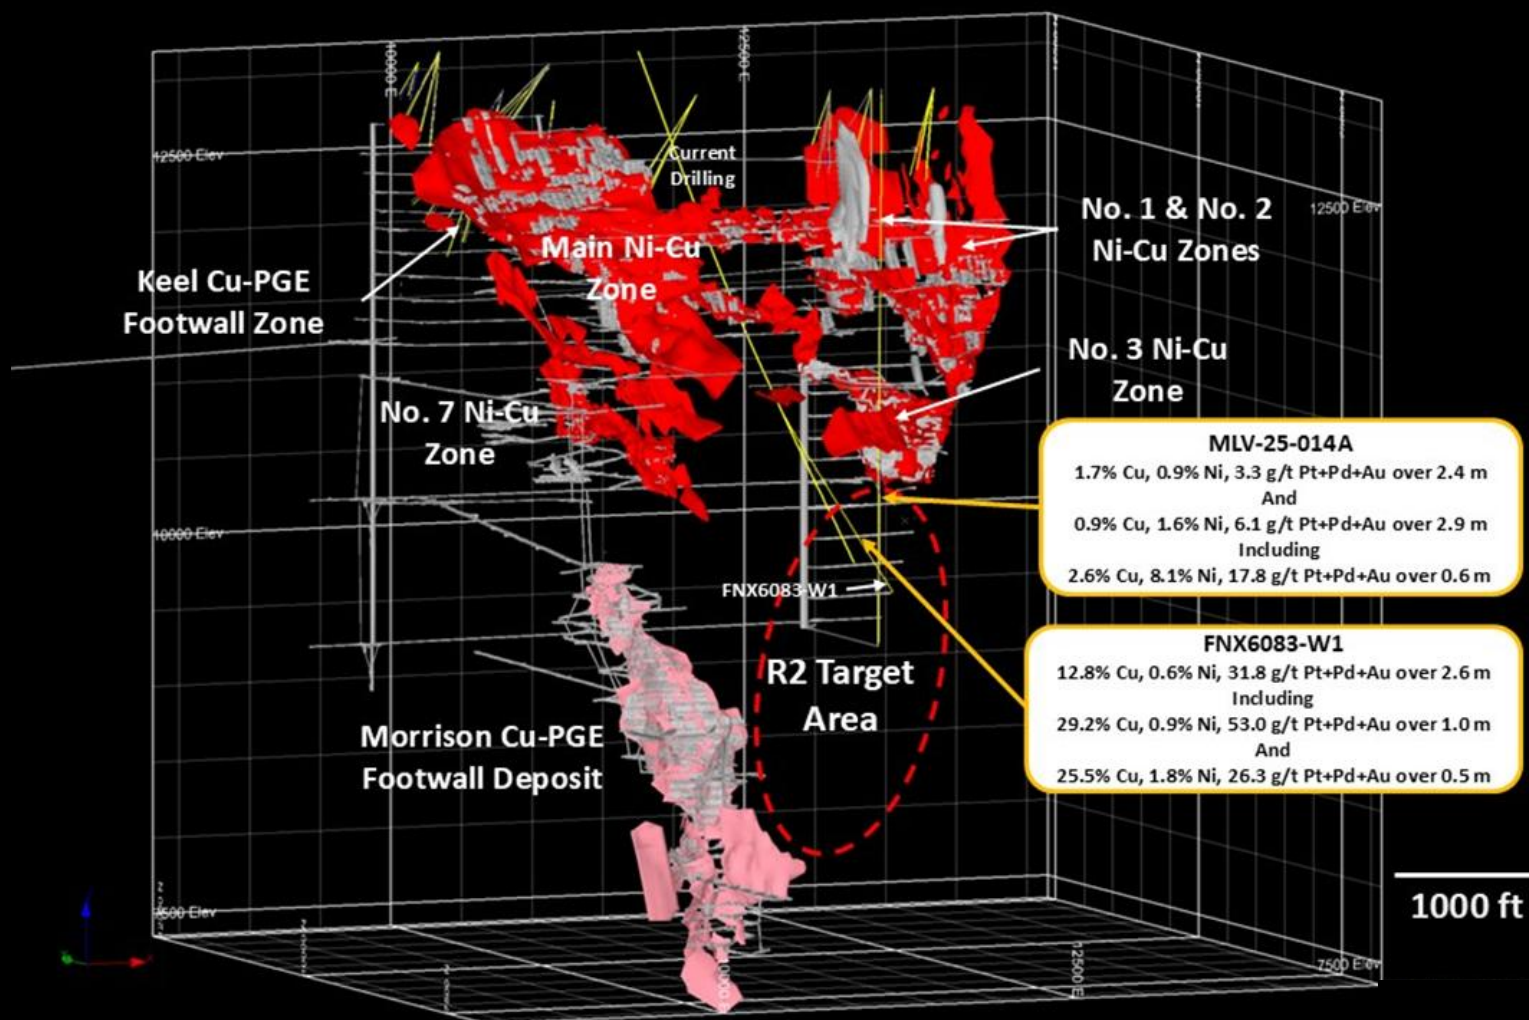 10000 E
12500 E
12500 Elev
Current
Drilling
12500 Elev
No. 1 & No. 2
Ni-Cu Zones
Main Ni-Cu
Zone
Keel Cu-PGE
Footwall Zone
No. 3 Ni-Cu
Zone
No. 7 Ni-Cu
Zone
MLV-25-014A
1.7% Cu, 0.9% Ni, 3.3 g/t Pt+Pd+Au over 2.4 m
And
0.9% Cu, 1.6% Ni, 6.1 g/t Pt+Pd+Au over 2.9 m
Including
2.6% Cu, 8.1% Ni, 17.8 g/t Pt+Pd+Au over 0.6 m
10000 Elev
FNX6083-W1
FNX6083-W1
12.8% Cu, 0.6% Ni, 31.8 g/t Pt+Pd+Au over 2.6 m
Including
29.2% Cu, 0.9% Ni, 53.0 g/t Pt+Pd+Au over 1.0 m
And
25.5% Cu, 1.8% Ni, 26.3 g/t Pt+Pd+Au over 0.5 m
R2 Target
Area
Morrison Cu-PGE
Footwall Deposit
1000 ft
7500 Elev
7500 Elev
12500 E